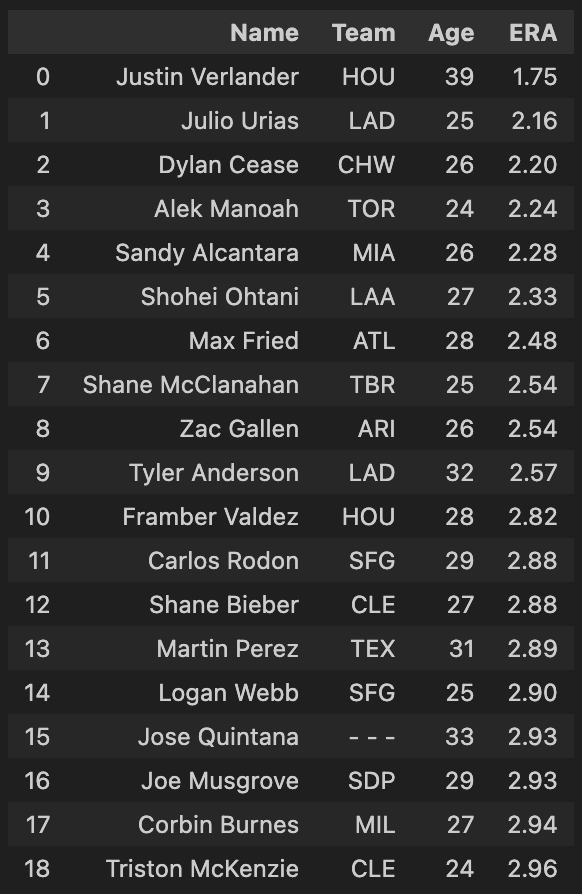 Name Team Age ERA
0 Justin Verlander HOU 39 1.75
1 Julio Urias LAD 25 2.16
2 Dylan Cease CHW 26 2.20
3 Alek Manoah TOR 24 2.24
4 Sandy Alcantara MIA 26 2.28
5 Shohei Ohtani LAA 27 2.33
6 Max Fried ATL 28 2.48
7 Shane McClanahan TBR 25 2.54
8 Zac Gallen ARI 26 2.54
9 Tyler Anderson LAD 32 2.57
10 Framber Valdez HOU 28 2.82
11 Carlos Rodon SFG 29 2.88
12 Shane Bieber CLE 27 2.88
13 Martin Perez TEX 31 2.89
14 Logan Webb SFG 25 2.90
15 Jose Quintana - - - 33 2.93
16 Joe Musgrove SDP 29 2.93
17 Corbin Burnes MIL 27 2.94
18 Triston McKenzie CLE 24 2.96